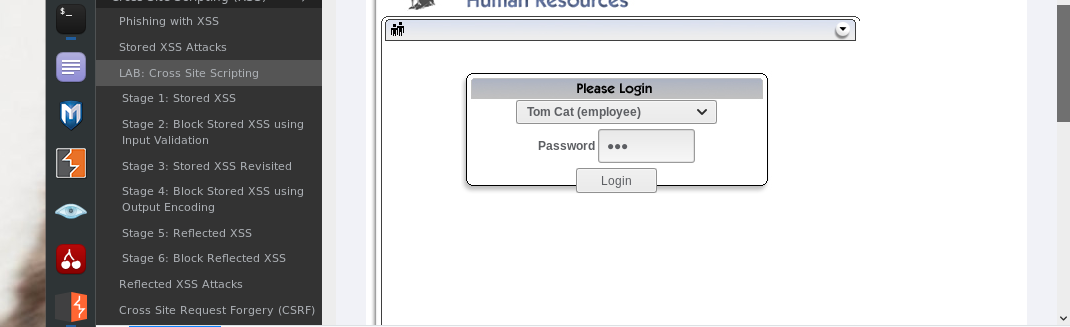 Cross Site Scripting (XSS)
Phishing with XSS
Stored XSS Attacks
LAB: Cross Site Scripting
Stage 1: Stored XSS
Stage 2: Block Stored XSS using
Input Validation
Stage 3: Stored XSS Revisited
Stage 4: Block Stored XSS using
Output Encoding
Stage 5: Reflected XSS
Stage 6: Block Reflected XSS
Reflected XSS Attacks
Cross Site Request Forgery (CSRF)
Human Resources
Please Login
Tom Cat (employee)
Password •••
Login